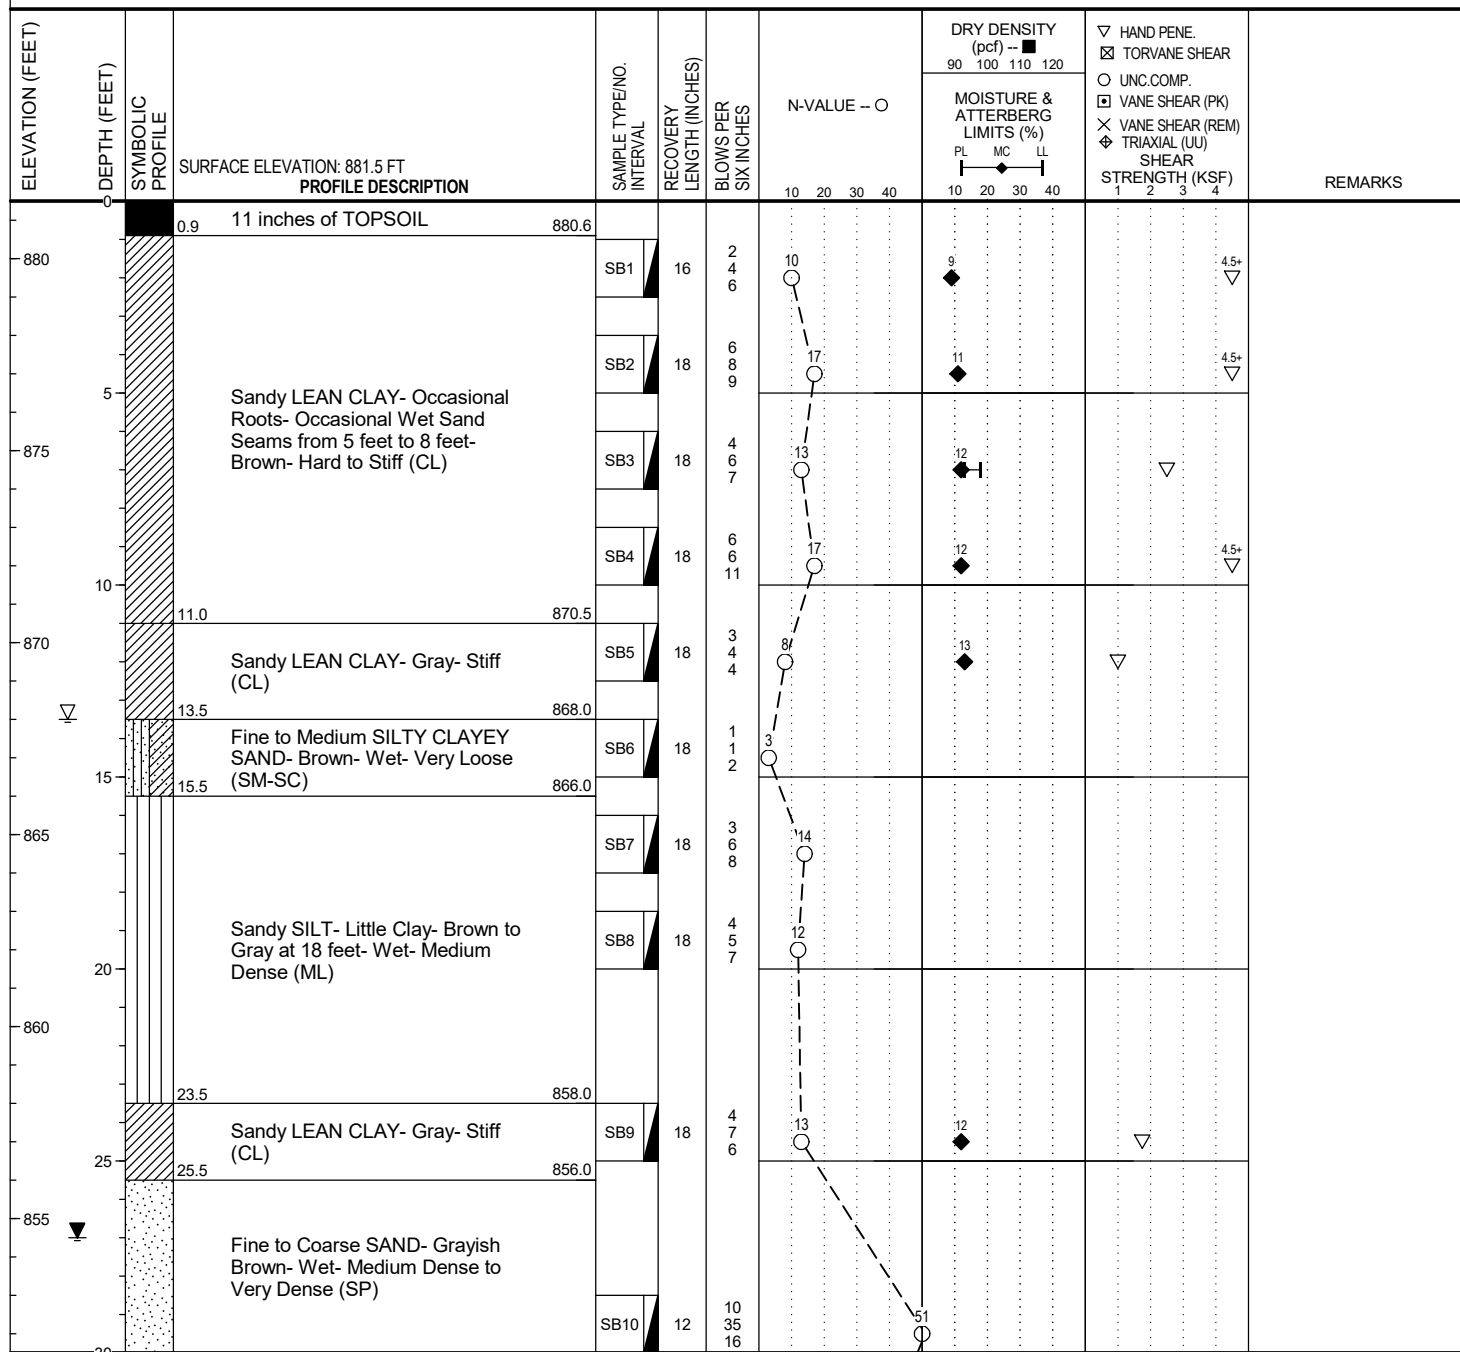 ELEVATION (FEET)
DEPTH (FEET)
SYMBOLIC
PROFILE
SURFACE ELEVATION: 881.5 FT
PROFILE DESCRIPTION
SAMPLE TYPE/NO.
INTERVAL
RECOVERY
LENGTH (INCHES)
BLOWS PER
SIX INCHES
N-VALUE -- O
10 20 30 40
DRY DENSITY
(pcf) -- ■
90 100 110 120
MOISTURE &
ATTERBERG
LIMITS (%)
PL MC LL
10 20 30 40
▽ HAND PENE.
⊠ TORVANE SHEAR
○ UNC.COMP.
⊡ VANE SHEAR (PK)
× VANE SHEAR (REM)
TRIAXIAL (UU)
SHEAR
STRENGTH (KSF)
1 2 3 4
REMARKS
0
0.9 11 inches of TOPSOIL 880.6
880
SB1 16
2
4
6
10
9
4.5+
SB2 18
6
8
9
17
11
4.5+
5
Sandy LEAN CLAY- Occasional
Roots- Occasional Wet Sand
Seams from 5 feet to 8 feet-
Brown- Hard to Stiff (CL)
875
SB3 18
4
6
7
13
12
SB4 18
6
6
11
17
12
4.5+
10
11.0 870.5
870
Sandy LEAN CLAY- Gray- Stiff
(CL)
SB5 18
3
4
4
8
13
13.5 868.0
Fine to Medium SILTY CLAYEY
SAND- Brown- Wet- Very Loose
(SM-SC)
SB6 18
1
1
2
3
15
15.5 866.0
865
SB7 18
3
6
8
14
Sandy SILT- Little Clay- Brown to
Gray at 18 feet- Wet- Medium
Dense (ML)
SB8 18
4
5
7
12
20
860
23.5 858.0
Sandy LEAN CLAY- Gray- Stiff
(CL)
SB9 18
4
7
6
13
12
25
25.5 856.0
855
Fine to Coarse SAND- Grayish
Brown- Wet- Medium Dense to
Very Dense (SP)
SB10 12
10
35
16
51
30